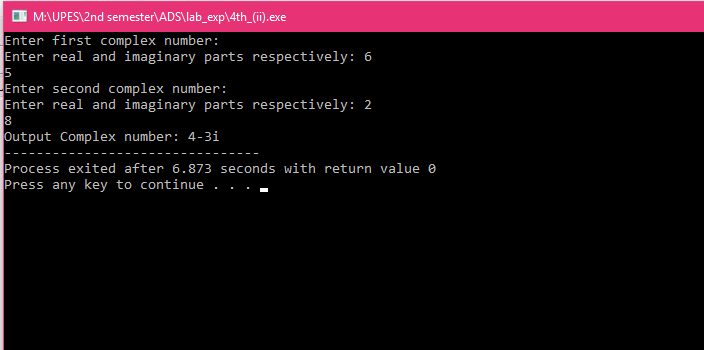 M:\UPES\2nd semester\ADS\lab_exp\4th_(ii).exe
Enter first complex number:
Enter real and imaginary parts respectively: 6
5
Enter second complex number:
Enter real and imaginary parts respectively: 2
8
Output Complex number: 4-3i
--------------------------------
Process exited after 6.873 seconds with return value 0
Press any key to continue . . .